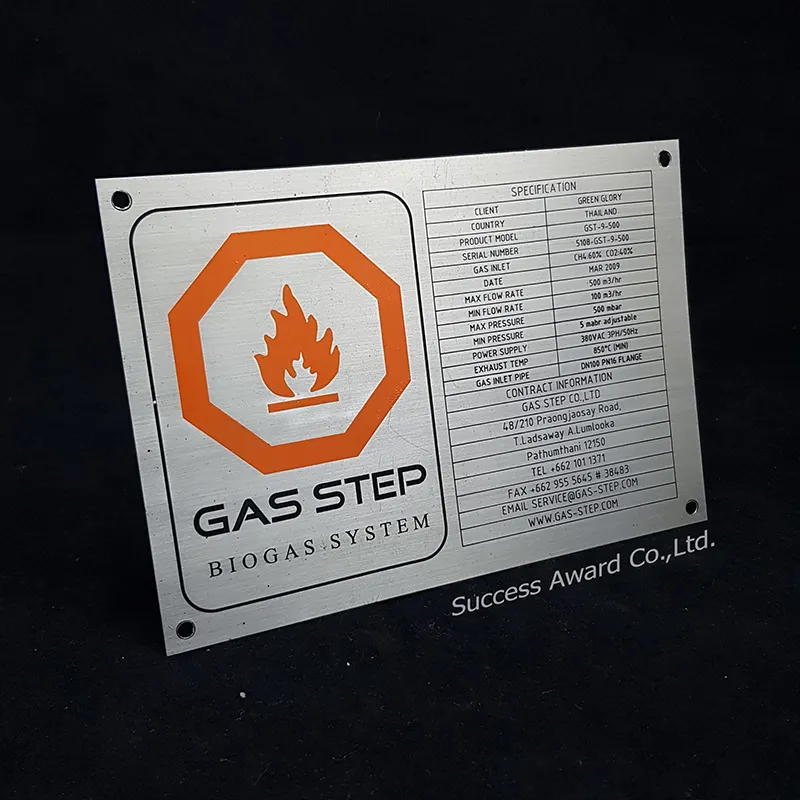 GAS STEP
BIOGAS SYSTEM
SPECIFICATION
CLIENT GREEN GLORY
COUNTRY THAILAND
PRODUCT MODEL GST-9-500
SERIAL NUMBER 5108-GST-9-500
GAS INLET CH4:60% CO2:40%
DATE MAR 2009
MAX FLOW RATE 500 m3/hr
MIN FLOW RATE 100 m3/hr
MAX PRESSURE 500 mbar
MIN PRESSURE 5 mabr adjustable
POWER SUPPLY 380VAC 3PH/50Hz
EXHAUST TEMP 850°C (MIN)
GAS INLET PIPE DN100 PN16 FLANGE
CONTRACT INFORMATION
GAS STEP CO.,LTD
48/210 Praongjaosay Road,
T.Ladsaway A.Lumlooka
Pathumthani 12150
TEL +662 101 1371
FAX +662 955 5645 # 38483
EMAIL SERVICE@GAS-STEP.COM
WWW.GAS-STEP.COM
Success Award Co.,Ltd.